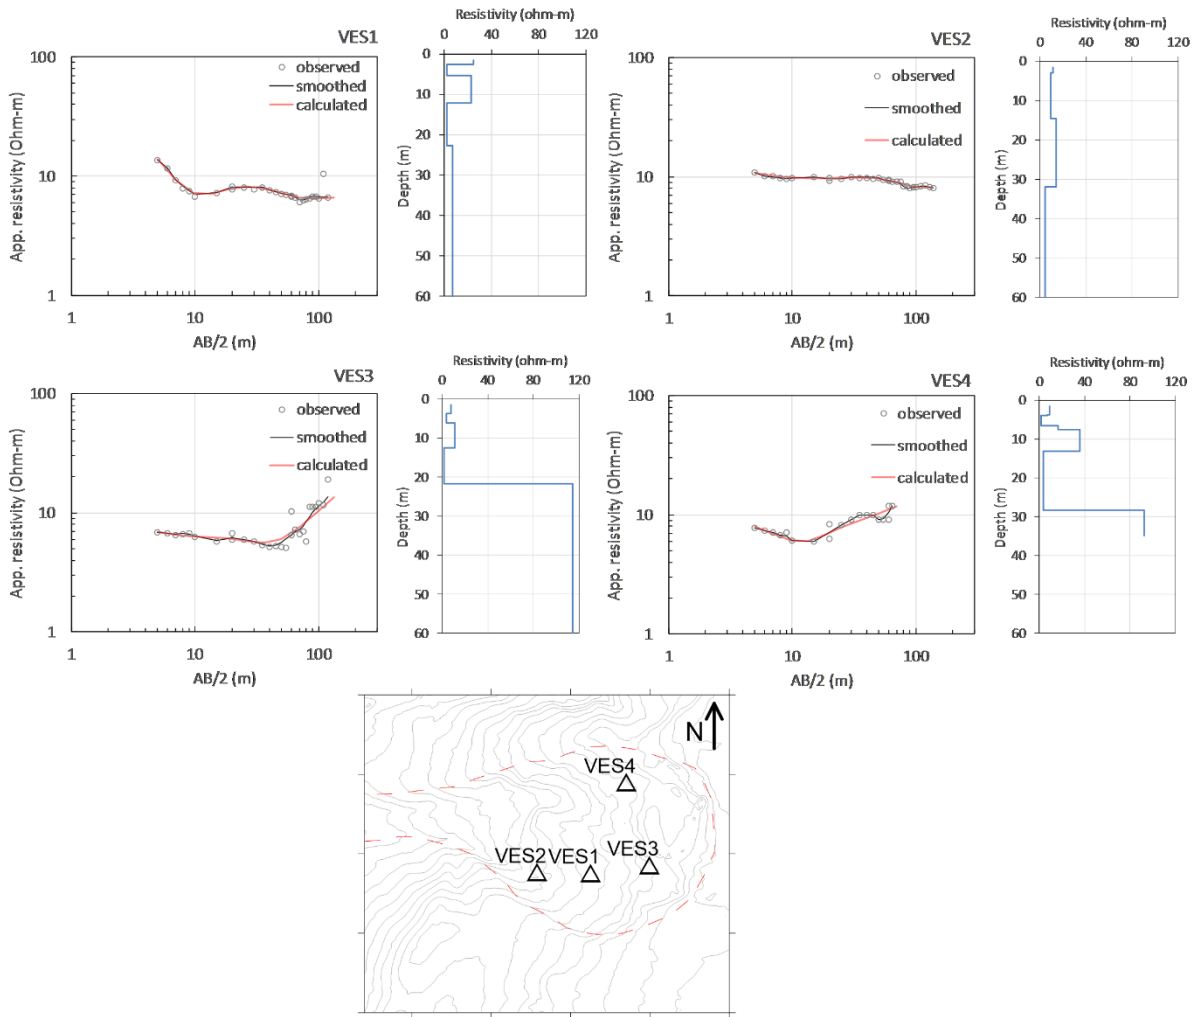 Resistivity (ohm-m)
VES1
0 40 80 120
100
observed
smoothed
calculated
10
1
App. resistivity (Ohm-m)
1 10 100
AB/2 (m)
0
10
20
30
40
50
60
Depth (m)
Resistivity (ohm-m)
VES2
0 40 80 120
100
observed
smoothed
calculated
10
1
App. resistivity (Ohm-m)
1 10 100
AB/2 (m)
0
10
20
30
40
50
60
Depth (m)
Resistivity (ohm-m)
VES3
0 40 80 120
100
observed
smoothed
calculated
10
1
App. resistivity (Ohm-m)
1 10 100
AB/2 (m)
0
10
20
30
40
50
60
Depth (m)
Resistivity (ohm-m)
VES4
0 40 80 120
100
observed
smoothed
calculated
10
1
App. resistivity (Ohm-m)
1 10 100
AB/2 (m)
0
10
20
30
40
50
60
Depth (m)
N
VES4
VES2 VES1 VES3